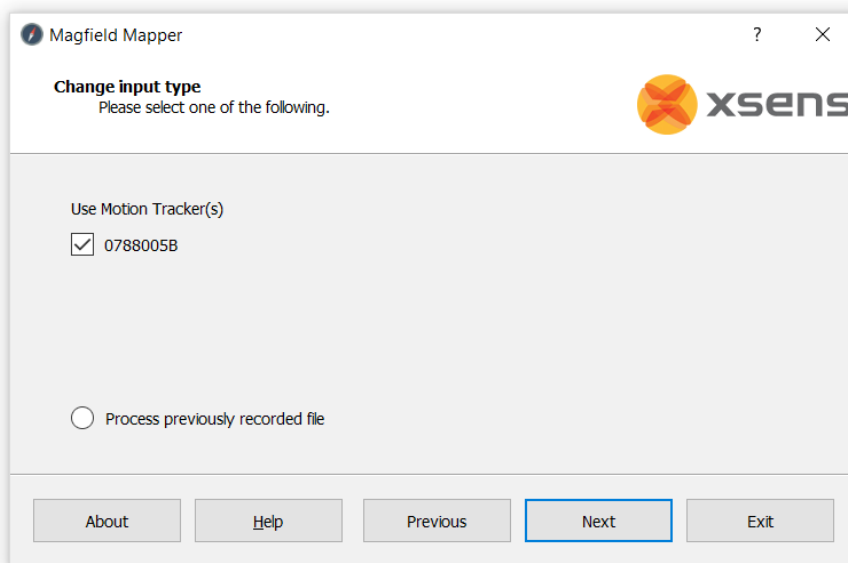 Magfield Mapper
?
Change input type
Please select one of the following.
xsens
Use Motion Tracker(s)
0788005B
Process previously recorded file
About
Help
Previous
Next
Exit